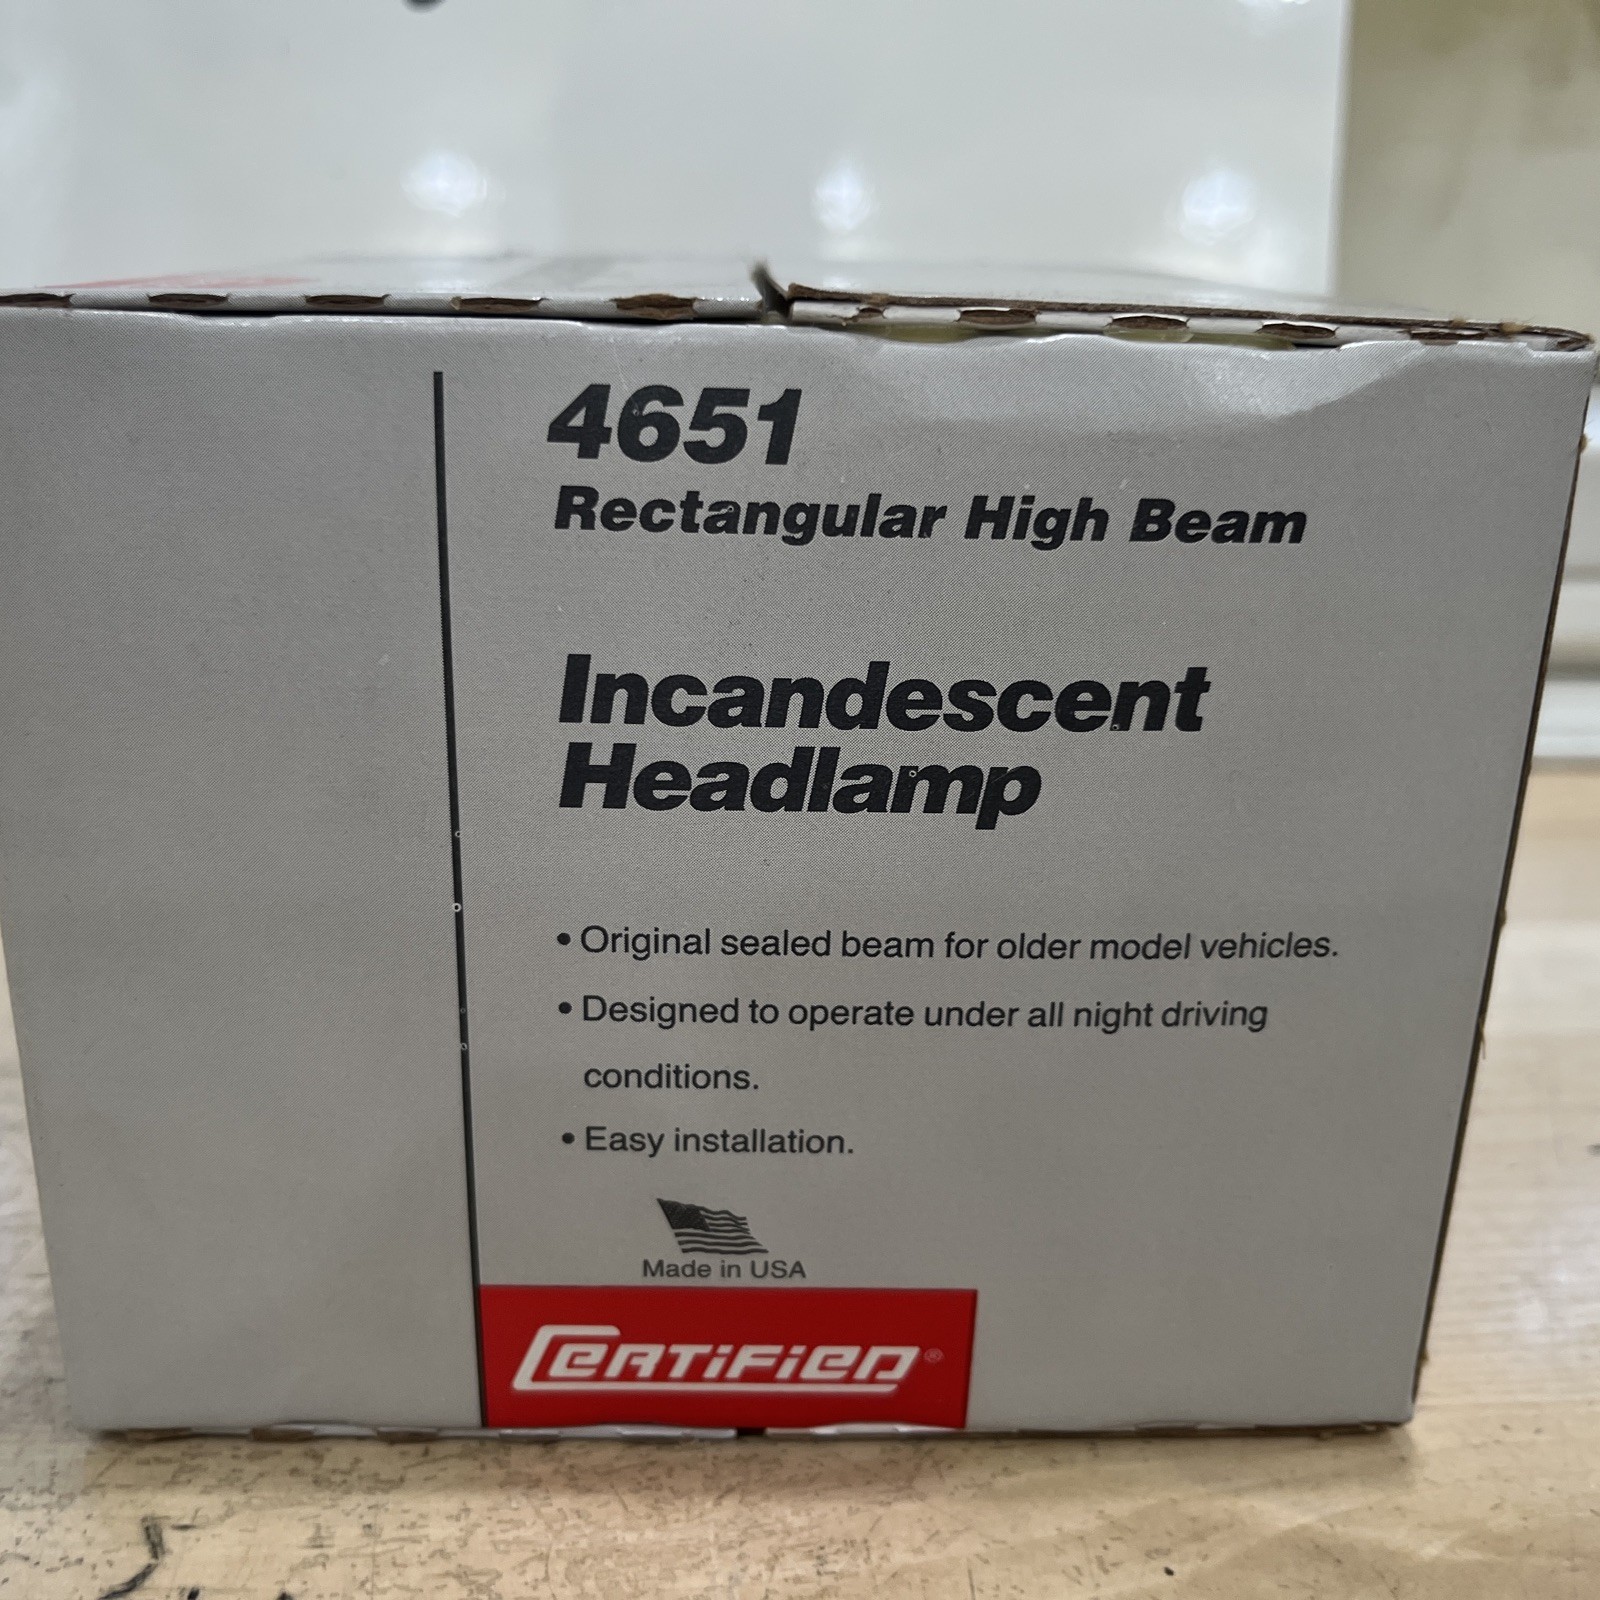 4651
Rectangular High Beam
Incandescent
Headlamp
• Original sealed beam for older model vehicles.
• Designed to operate under all night driving
conditions.
• Easy installation.
Made in USA
CERTIFIED®